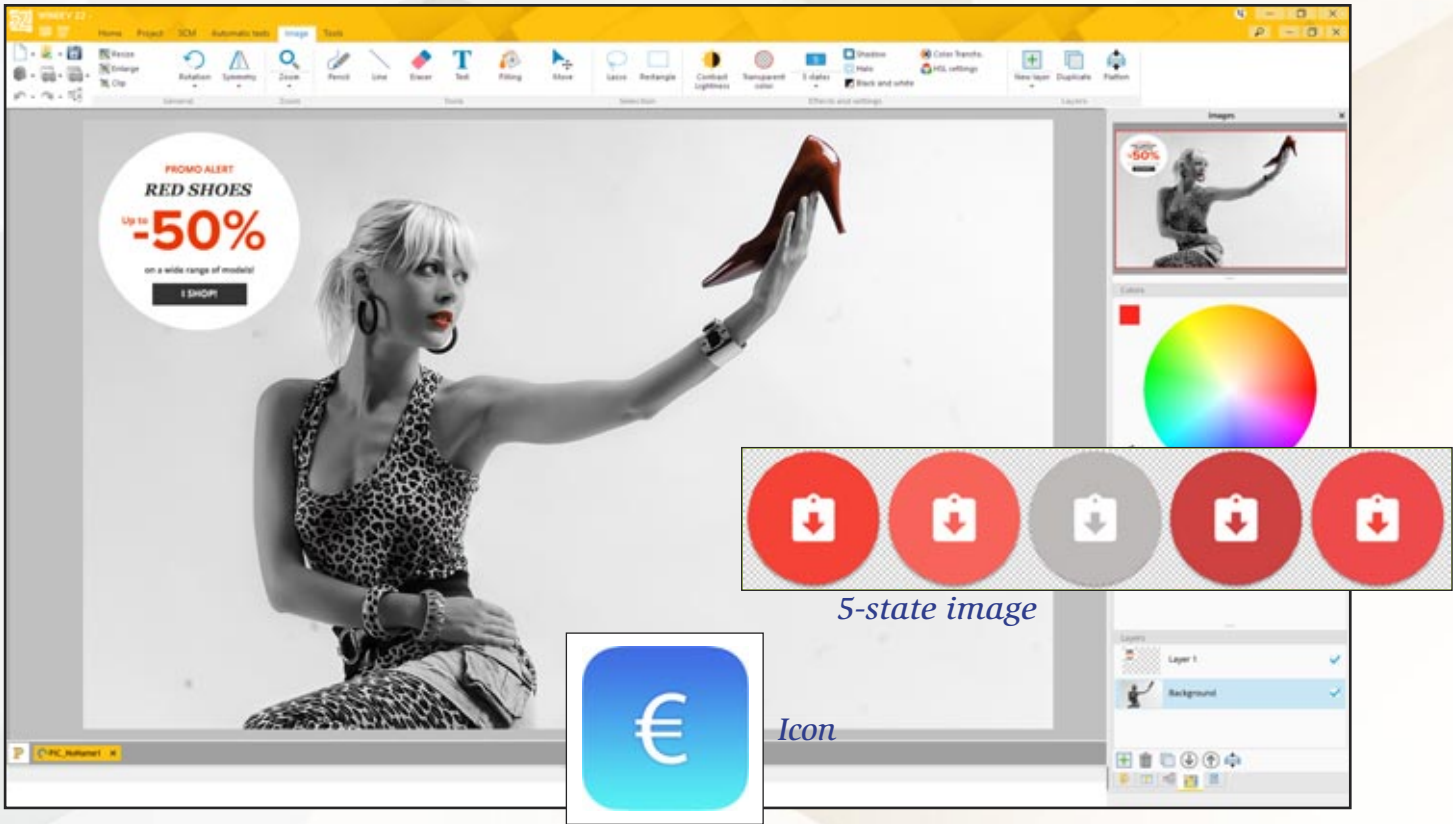 WINDEV 22 -
Home Project SCM Automatic tests Image Tools
Resize
Enlarge
Clip
Rotation Symmetry Zoom Pencil Line Eraser Text Filling Move Lasso Rectangle
Contrast
Lightness
Transparent
color
5 states
Shadow
Halo
Black and white
Color Transfo.
HSL settings
New layer Duplicate Flatten
General Zoom Tools Selection Effects and settings Layers
Images
PROMO ALERT
RED SHOES
Up to
-50%
on a wide range of models!
I SHOP!
-50%
Colors
5-state image
Layers
Layer 1
Background
€
Icon
PIC_NoName1